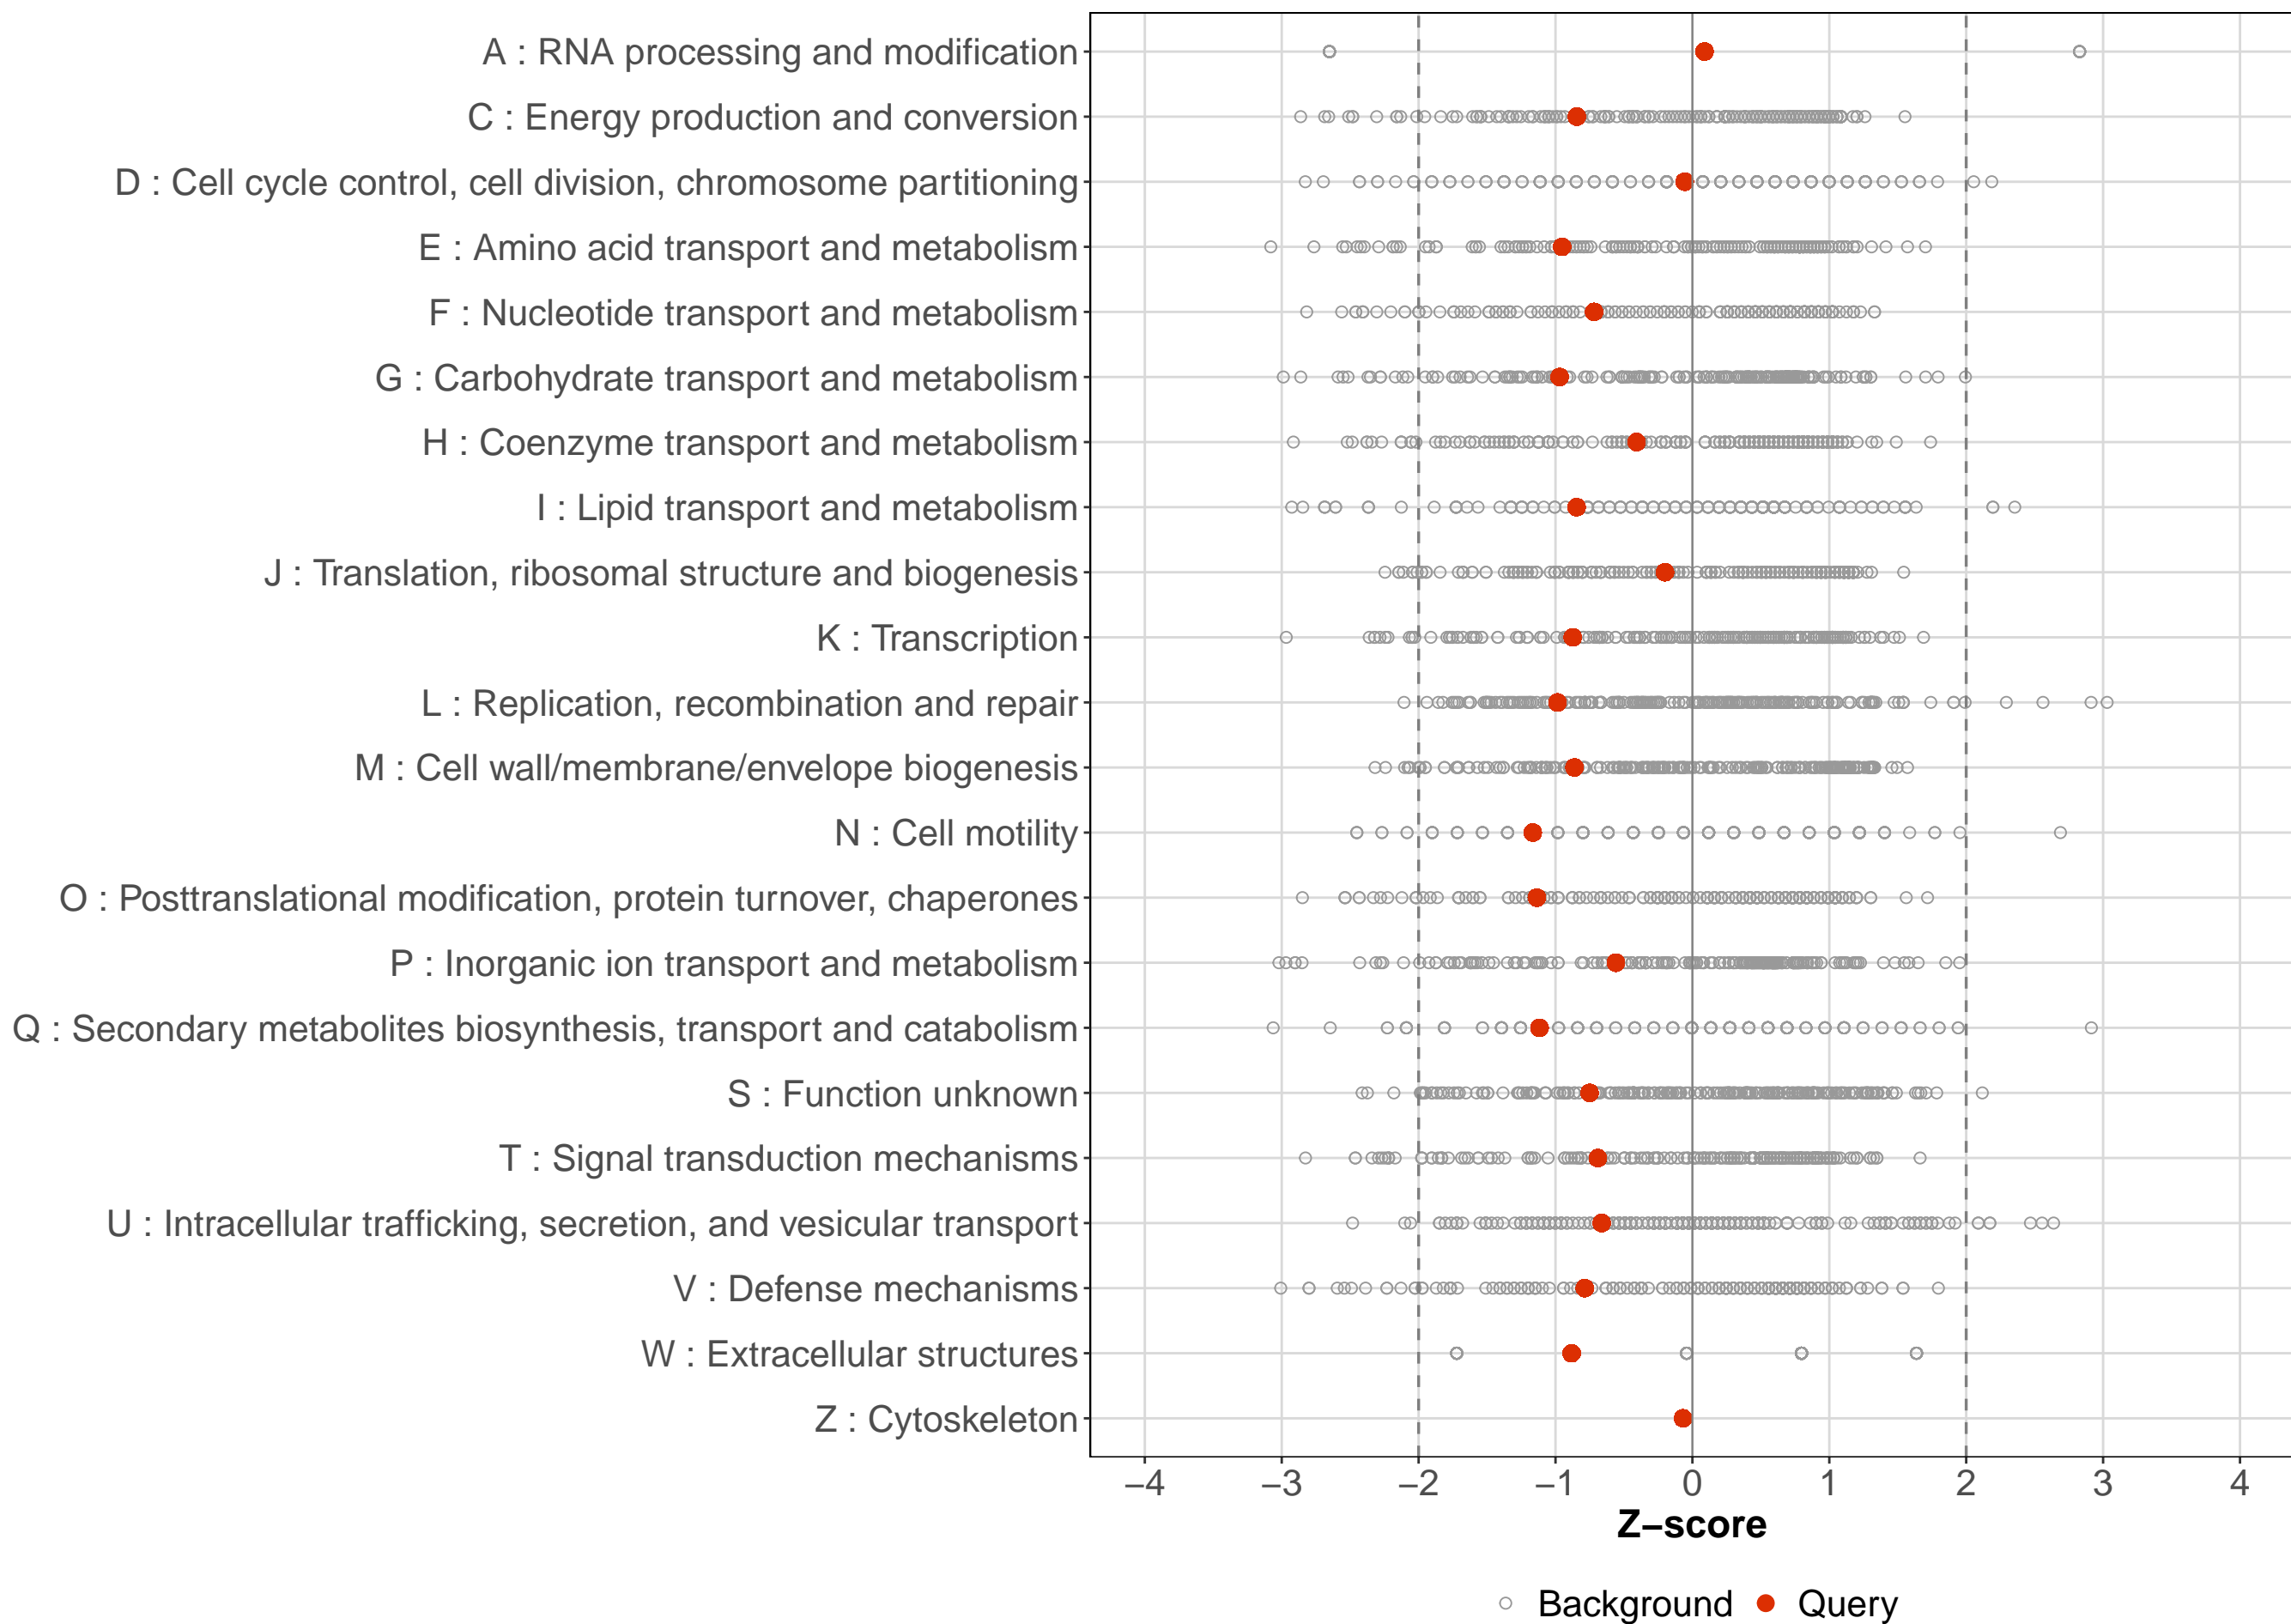 A : RNA processing and modification
C : Energy production and conversion
D : Cell cycle control, cell division, chromosome partitioning
E : Amino acid transport and metabolism
F : Nucleotide transport and metabolism
G : Carbohydrate transport and metabolism
H : Coenzyme transport and metabolism
I : Lipid transport and metabolism
J : Translation, ribosomal structure and biogenesis
K : Transcription
L : Replication, recombination and repair
M : Cell wall/membrane/envelope biogenesis
N : Cell motility
O : Posttranslational modification, protein turnover, chaperones
P : Inorganic ion transport and metabolism
Q : Secondary metabolites biosynthesis, transport and catabolism
S : Function unknown
T : Signal transduction mechanisms
U : Intracellular trafficking, secretion, and vesicular transport
V : Defense mechanisms
W : Extracellular structures
Z : Cytoskeleton
−4 −3 −2 −1 0 1 2 3 4
Z−score
Background Query